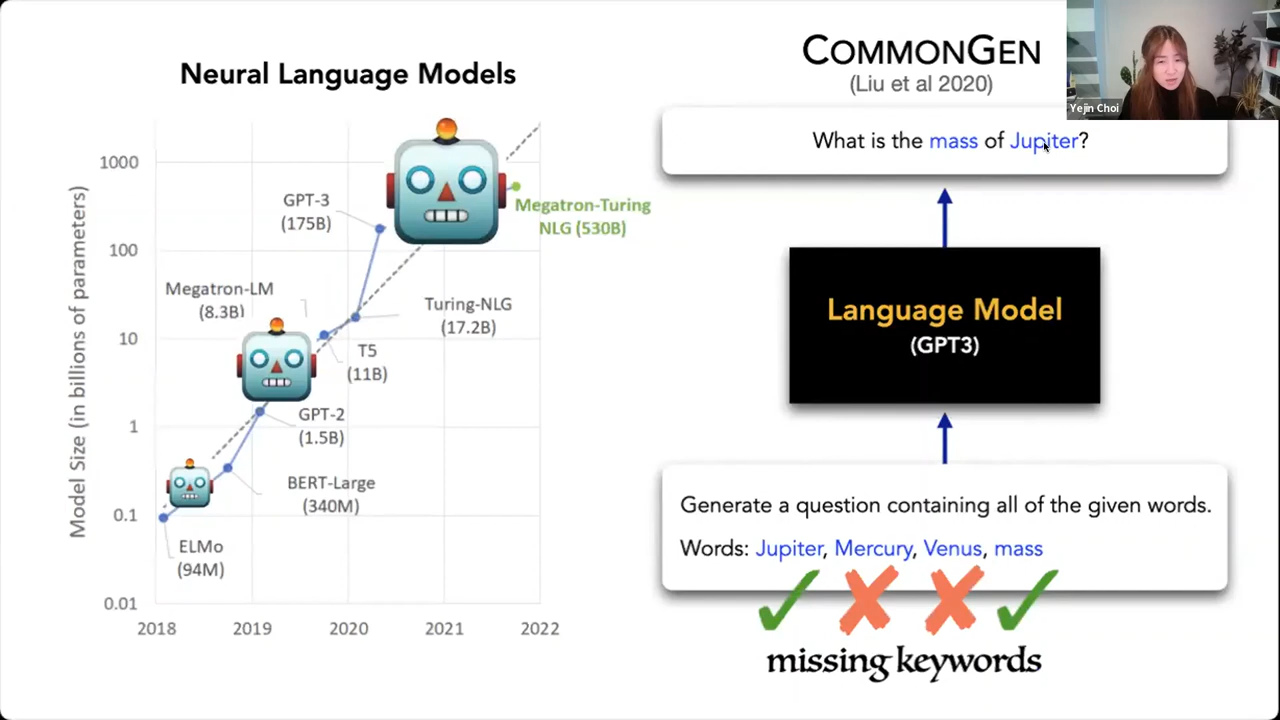 Neural Language Models
Model Size (in billions of parameters)
1000
100
10
1
0.1
0.01
2018
2019
2020
2021
2022
ELMo
(94M)
BERT-Large
(340M)
GPT-2
(1.5B)
Megatron-LM
(8.3B)
T5
(11B)
Turing-NLG
(17.2B)
GPT-3
(175B)
Megatron-Turing
NLG (530B)
COMMONGEN
(Liu et al 2020)
What is the mass of Jupiter?
Language Model
(GPT3)
Generate a question containing all of the given words.
Words: Jupiter, Mercury, Venus, mass
missing keywords
Yejin Choi